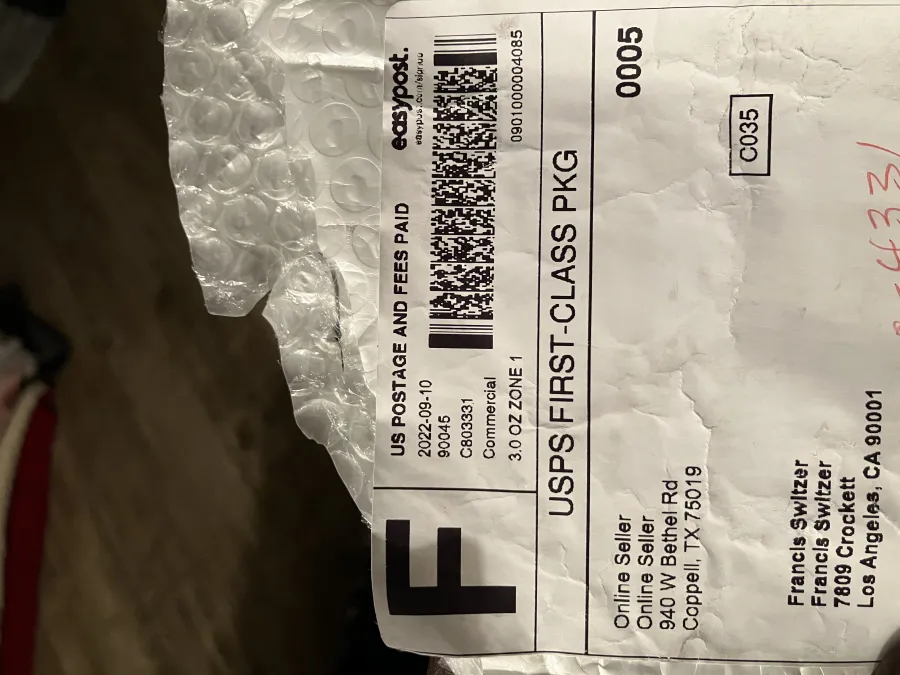 F
US POSTAGE AND FEES PAID
2022-09-10
90045
C803331
Commercial
3.0 OZ ZONE 1
easypost.
0901000004085
USPS FIRST-CLASS PKG
Online Seller
Online Seller
940 W Bethel Rd
Coppell, TX 75019
0005
C035
Francis Switzer
Francis Switzer
7809 Crockett
Los Angeles, CA 90001